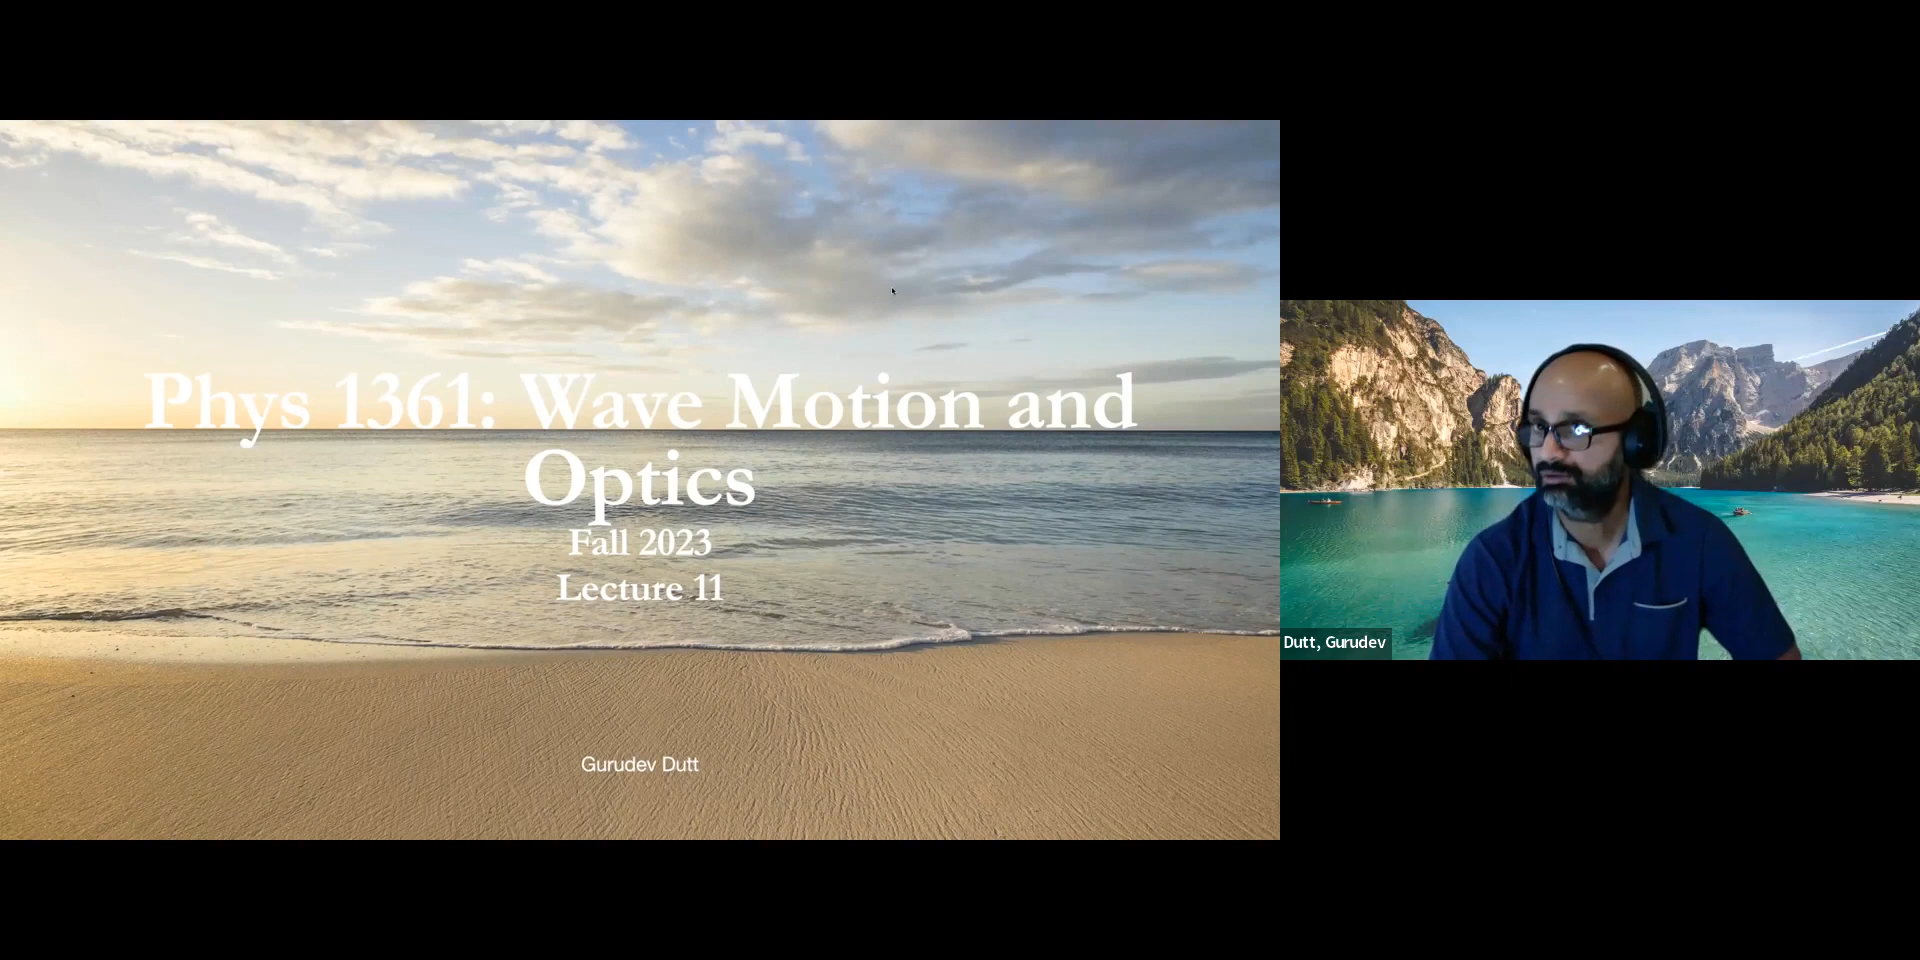 Phys 1361: Wave Motion and
Optics
Fall 2023
Lecture 11
Gurudev Dutt
Dutt, Gurudev